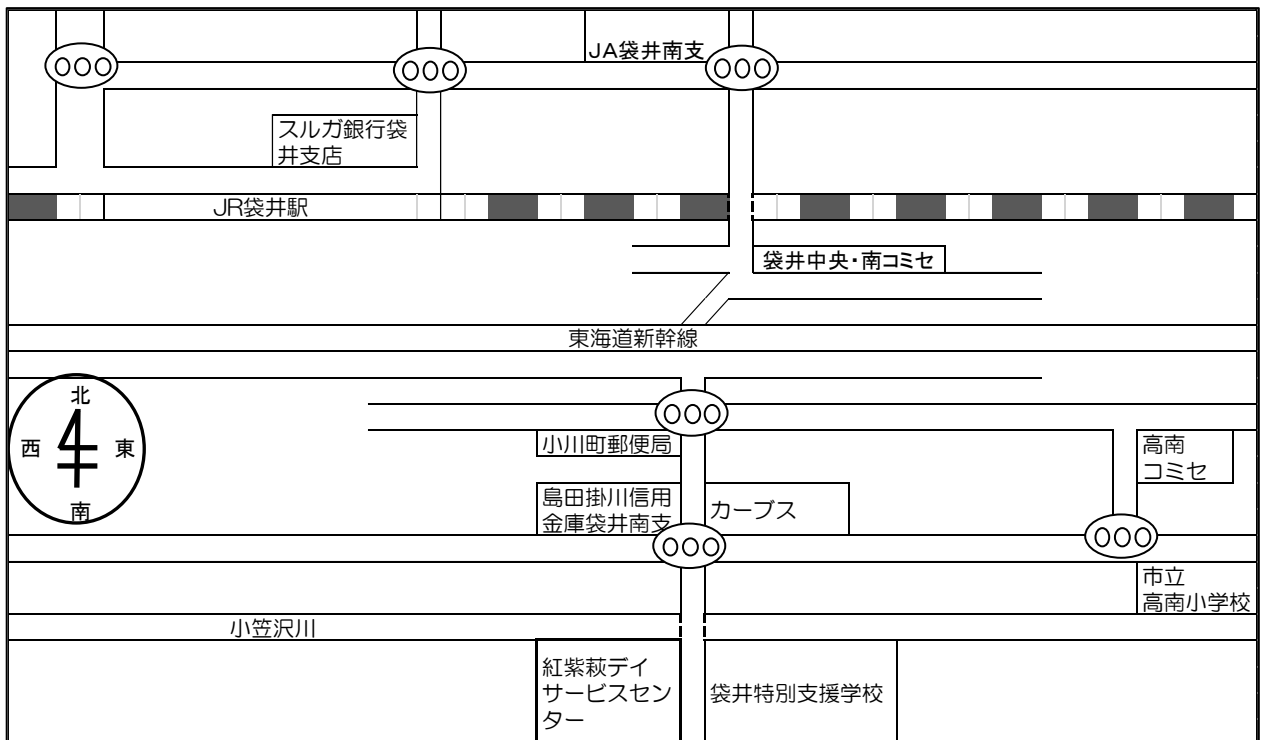 JA袋井南支
スルガ銀行袋
井支店
JR袋井駅
袋井中央・南コミセ
東海道新幹線
北
西
東
南
小川町郵便局
高南
コミセ
島田掛川信用
金庫袋井南支
カーブス
市立
高南小学校
小笠沢川
紅紫萩デイ
サービスセン
ター
袋井特別支援学校